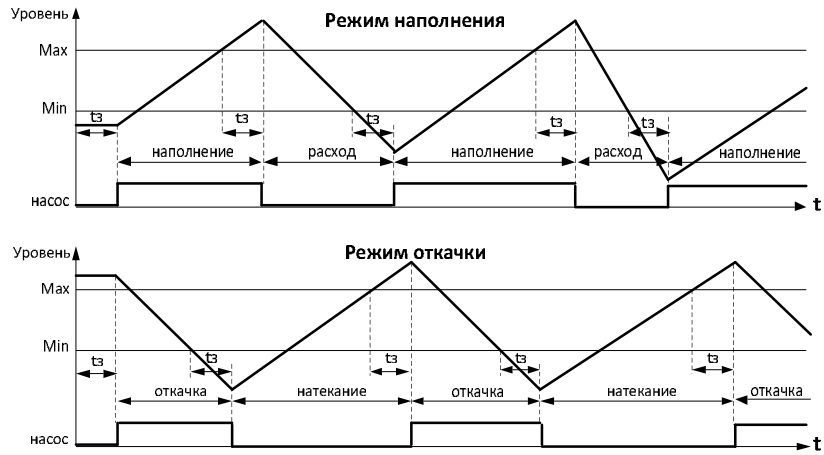 Уровень
Режим наполнения
Max
Min
tз tз tз tз tз
наполнение расход наполнение расход наполнение
насос
t
Уровень
Режим откачки
Max
Min
tз tз tз tз tз
откачка натекание откачка натекание откачка
насос
t